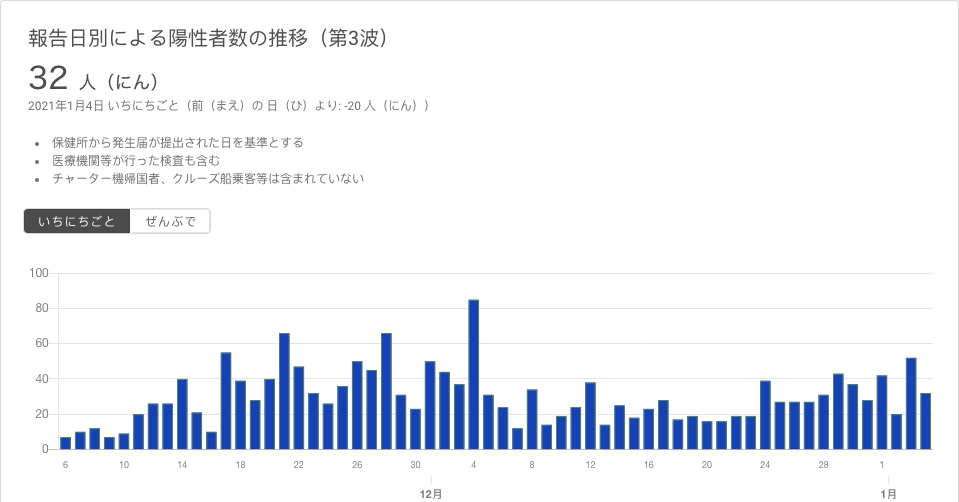 報告日別による陽性者数の推移（第3波）
32 人（にん）
2021年1月4日 いちにちごと（前（まえ）の 日（ひ）より: -20 人（にん））
• 保健所から発生届が提出された日を基準とする
• 医療機関等が行った検査も含む
• チャーター機帰国者、クルーズ船乗客等は含まれていない
いちにちごと ぜんぶで
100
80
60
40
20
0
6 10 14 18 22 26 30 4 8 12 16 20 24 28 1
12月 1月